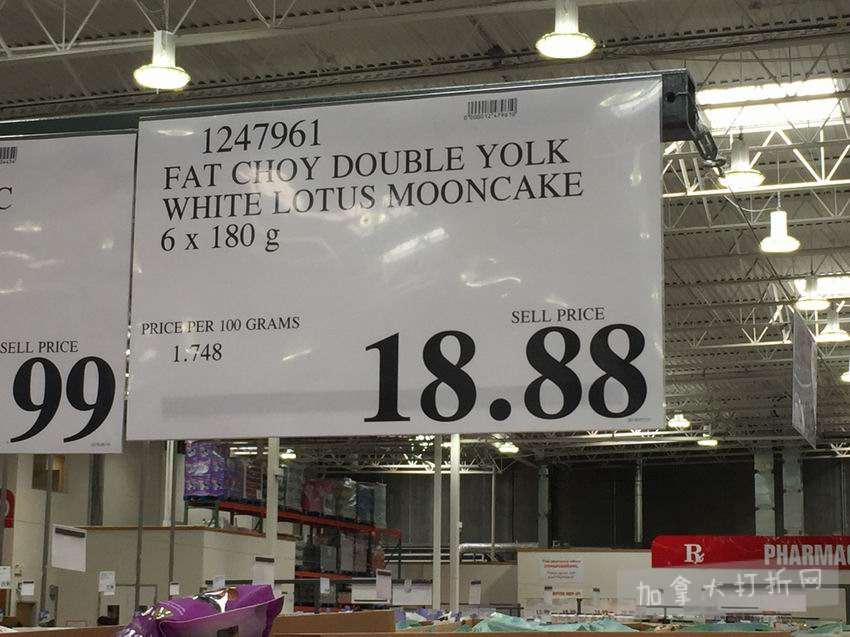 1247961
FAT CHOY DOUBLE YOLK
WHITE LOTUS MOONCAKE
6 x 180 g
PRICE PER 100 GRAMS
1.748
SELL PRICE
18.88
C
SELL PRICE
99
Rx PHARMAC
加拿大打折网